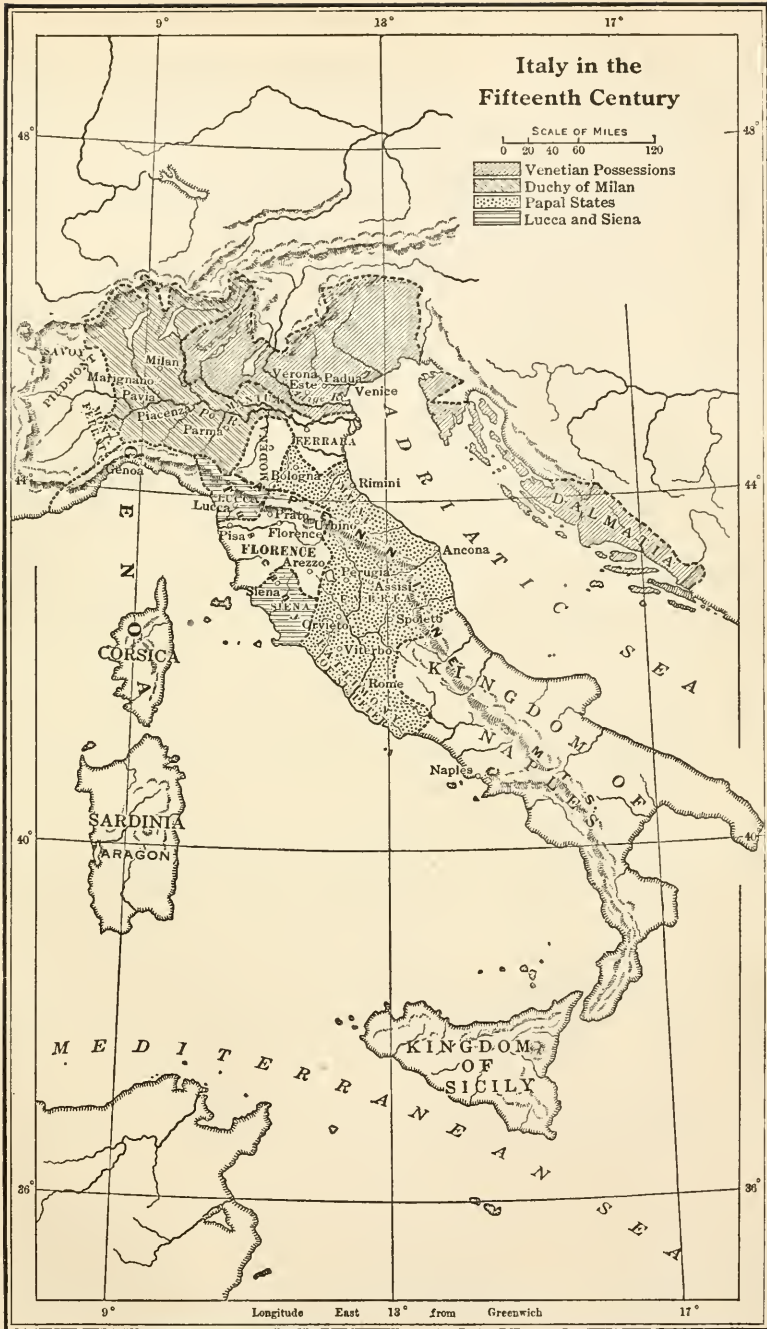 9° 13° 17°
Italy in the
Fifteenth Century
SCALE OF MILES
0 20 40 60 120
Venetian Possessions
Duchy of Milan
Papal States
Lucca and Siena
48°
48°
SAVOY
PIEDMONT
Milan
Marignano
Pavia
Piacenza
Parma
Po R.
Verona
Este
Padua
Venice
MODENA
FERRARA
Genoa
44°
44°
Bologna
Rimini
LUCCA
Lucca
Prato
Florence
Urbino
Pisa
FLORENCE
Arezzo
Ancona
Perugia
Assisi
Siena
SIENA
Orvieto
Spoleto
Viterbo
Rome
ADRIATIC SEA
DALMATIA
GENOA
CORSICA
KINGDOM OF
NAPLES
APENNINE MTS.
Naples
SARDINIA
ARAGON
40°
40°
KINGDOM
OF
SICILY
MEDITERRANEAN SEA
36°
36°
9° Longitude East 13° from Greenwich 17°